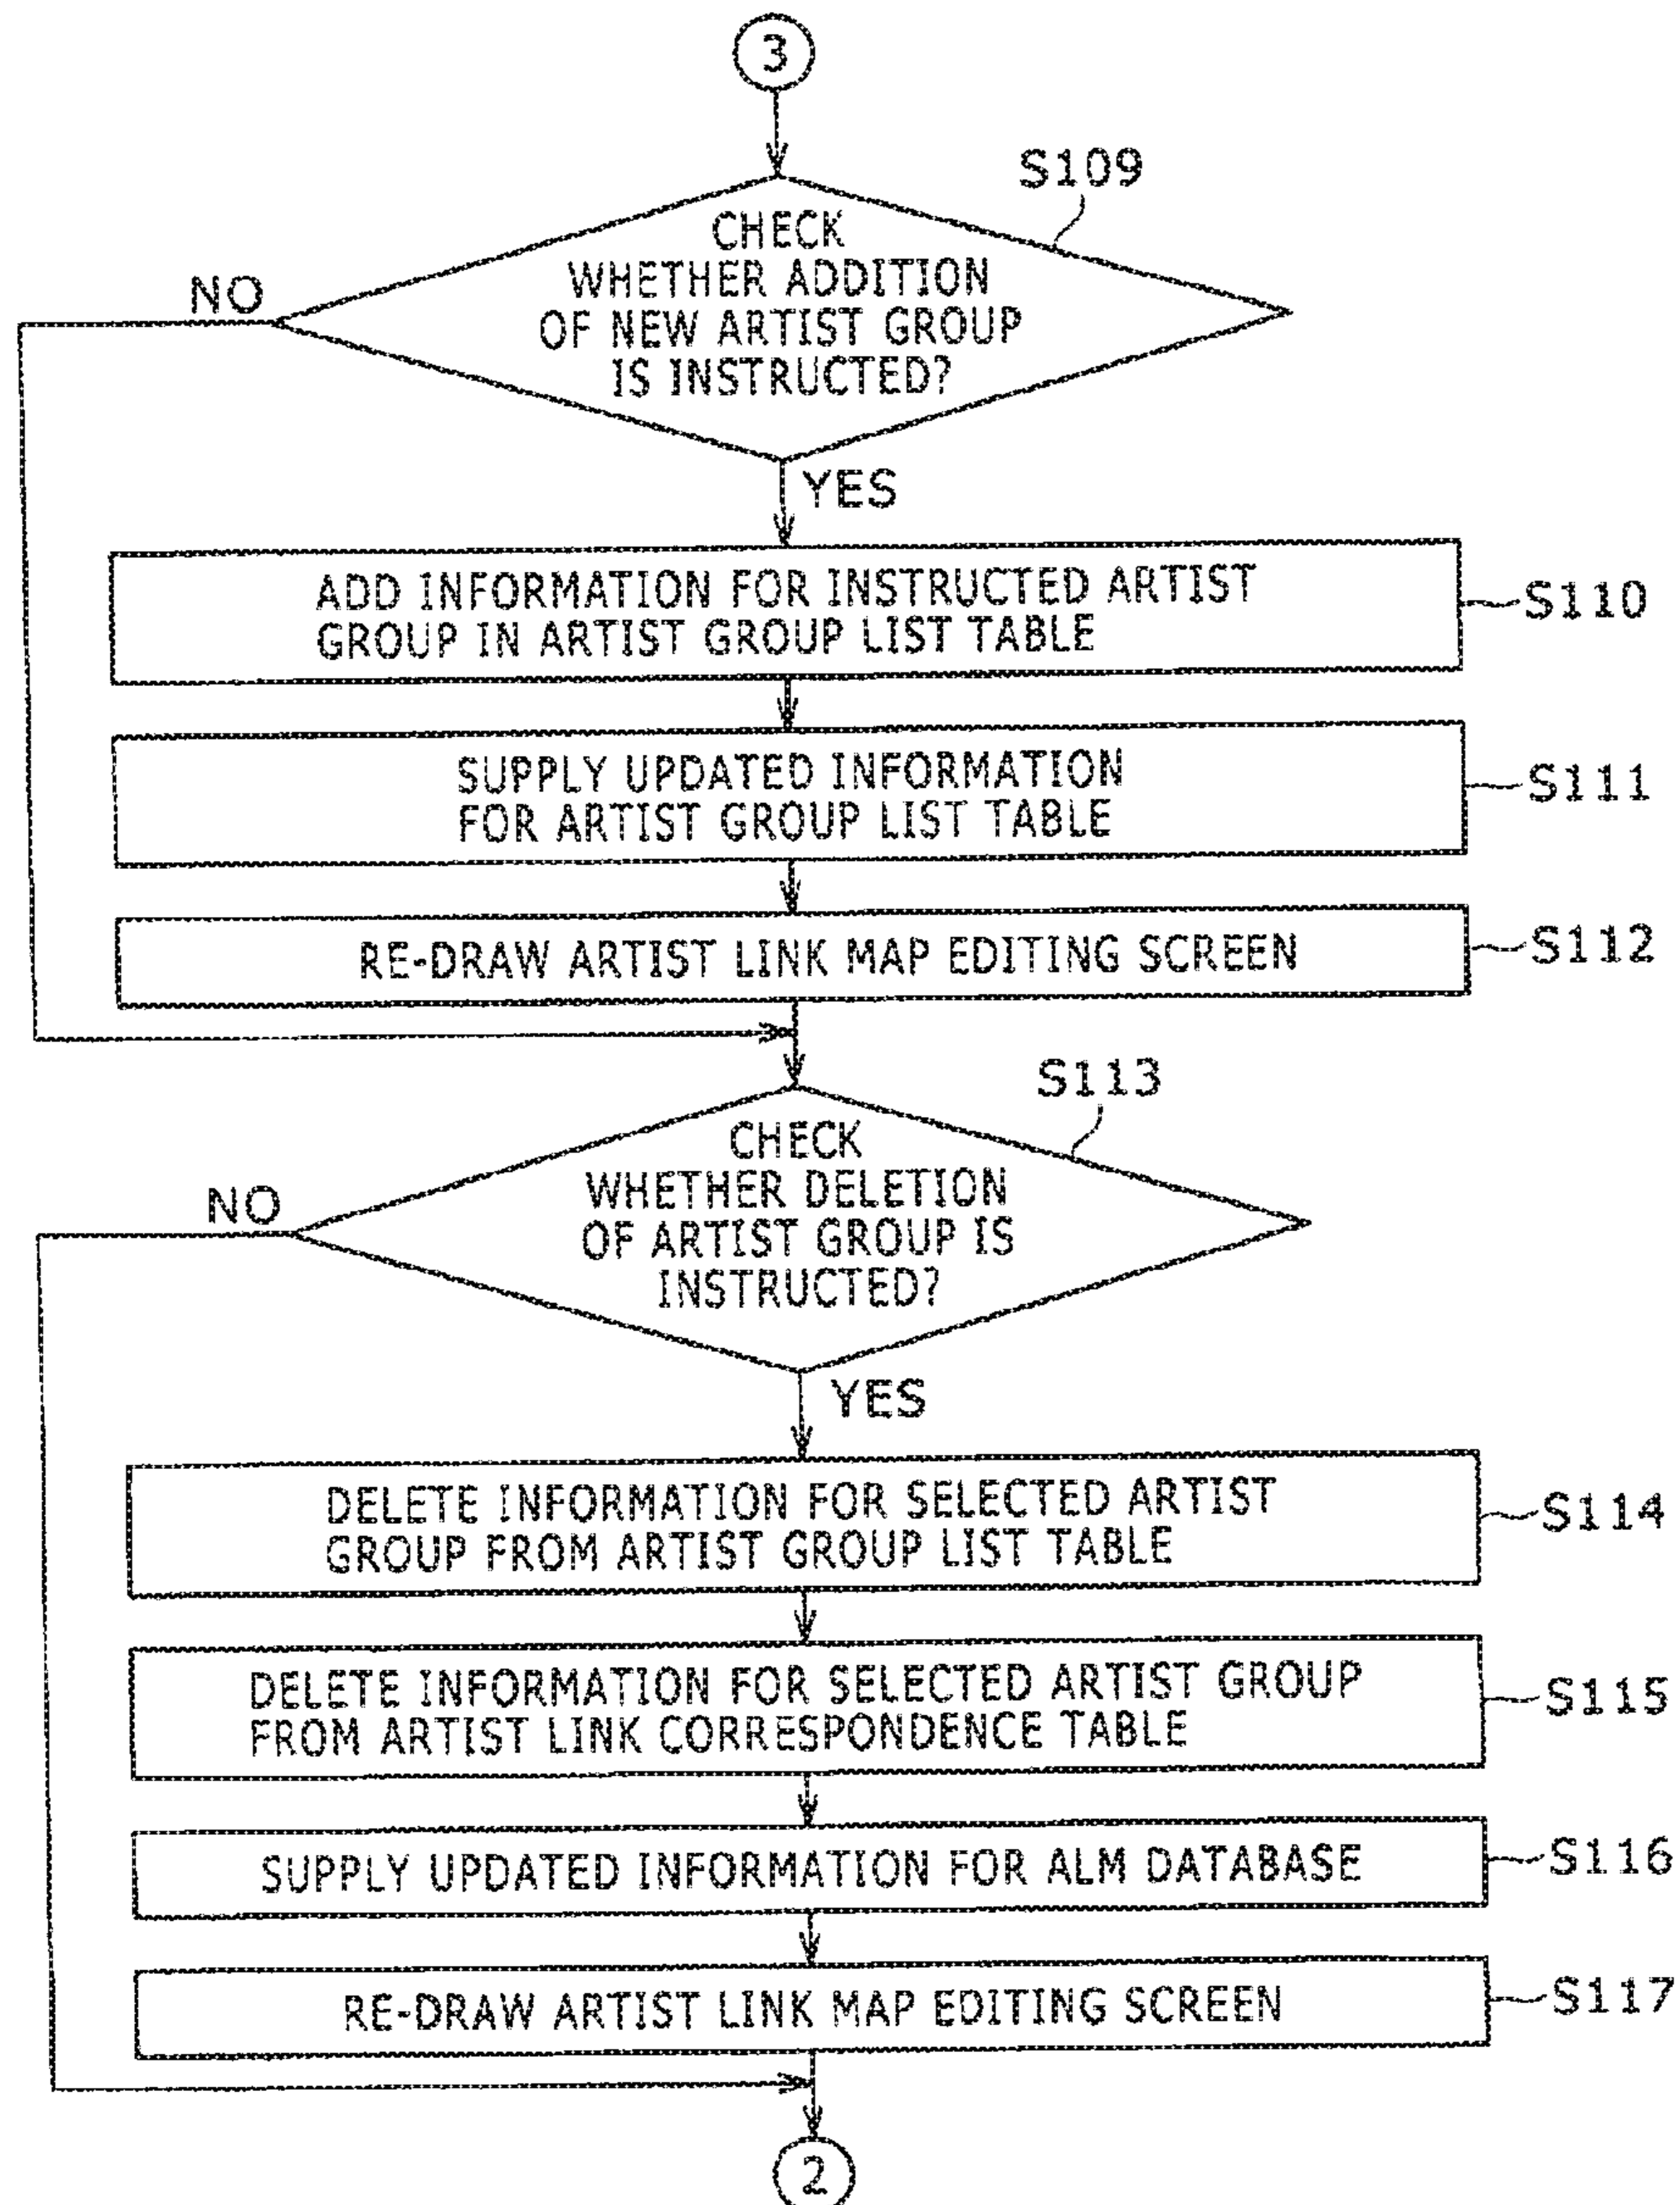 3
S109
CHECK
WHETHER ADDITION
OF NEW ARTIST GROUP
IS INSTRUCTED?
NO
YES
ADD INFORMATION FOR INSTRUCTED ARTIST
GROUP IN ARTIST GROUP LIST TABLE
S110
SUPPLY UPDATED INFORMATION
FOR ARTIST GROUP LIST TABLE
S111
RE-DRAW ARTIST LINK MAP EDITING SCREEN
S112
S113
CHECK
WHETHER DELETION
OF ARTIST GROUP IS
INSTRUCTED?
NO
YES
DELETE INFORMATION FOR SELECTED ARTIST
GROUP FROM ARTIST GROUP LIST TABLE
S114
DELETE INFORMATION FOR SELECTED ARTIST GROUP
FROM ARTIST LINK CORRESPONDENCE TABLE
S115
SUPPLY UPDATED INFORMATION FOR ALM DATABASE
S116
RE-DRAW ARTIST LINK MAP EDITING SCREEN
S117
2